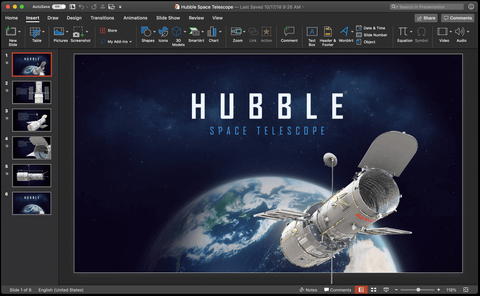 AutoSave
Hubble Space Telescope — Last Saved 10/17/18 9:28 AM
Search in Presentation
Home Insert Draw Design Transitions Animations Slide Show Review View
Share Comments
New Slide
Table
Pictures
Screenshot
Store
My Add-ins
Shapes
Icons
3D Models
SmartArt
Chart
Zoom
Link
Action
Comment
Text Box
Header & Footer
WordArt
Date & Time
Slide Number
Object
Equation
Symbol
Video
Audio
1
2
3
4
5
6
HUBBLE
HUBBLE
HUBBLE
SPACE TELESCOPE
Slide 1 of 6 English (United States)
Notes Comments
118%